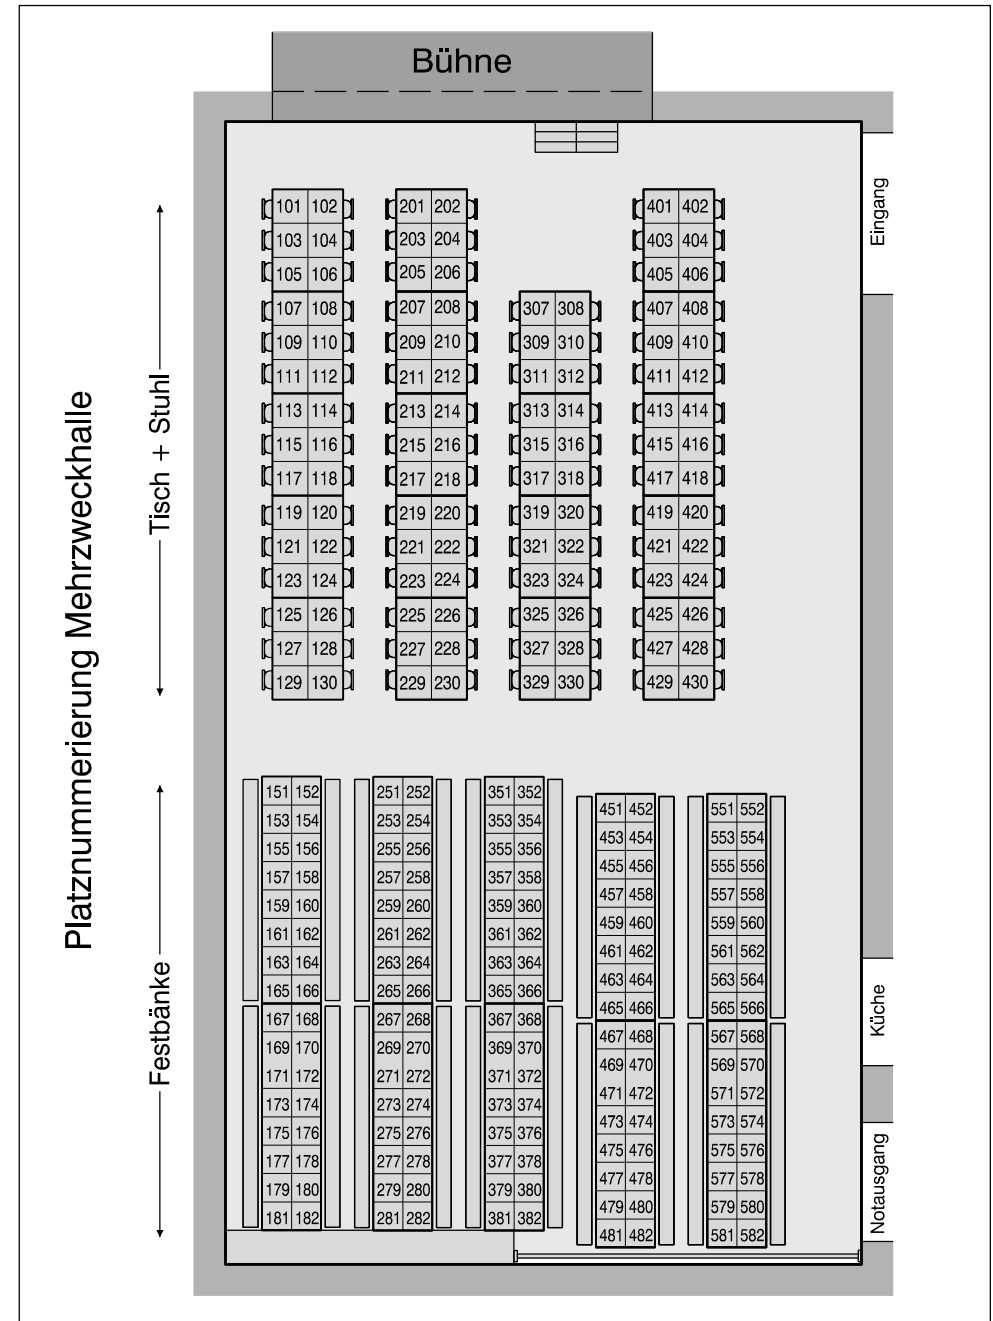 Bühne
Platznummerierung Mehrzweckhalle
Tisch + Stuhl
Eingang
101 102 201 202 401 402
103 104 203 204 403 404
105 106 205 206 405 406
107 108 207 208 307 308 407 408
109 110 209 210 309 310 409 410
111 112 211 212 311 312 411 412
113 114 213 214 313 314 413 414
115 116 215 216 315 316 415 416
117 118 217 218 317 318 417 418
119 120 219 220 319 320 419 420
121 122 221 222 321 322 421 422
123 124 223 224 323 324 423 424
125 126 225 226 325 326 425 426
127 128 227 228 327 328 427 428
129 130 229 230 329 330 429 430
Festbänke
151 152 251 252 351 352 451 452 551 552
153 154 253 254 353 354 453 454 553 554
155 156 255 256 355 356 455 456 555 556
157 158 257 258 357 358 457 458 557 558
159 160 259 260 359 360 459 460 559 560
161 162 261 262 361 362 461 462 561 562
163 164 263 264 363 364 463 464 563 564
165 166 265 266 365 366 465 466 565 566
167 168 267 268 367 368 467 468 567 568
169 170 269 270 369 370 469 470 569 570
171 172 271 272 371 372 471 472 571 572
173 174 273 274 373 374 473 474 573 574
175 176 275 276 375 376 475 476 575 576
177 178 277 278 377 378 477 478 577 578
179 180 279 280 379 380 479 480 579 580
181 182 281 282 381 382 481 482 581 582
Küche
Notausgang